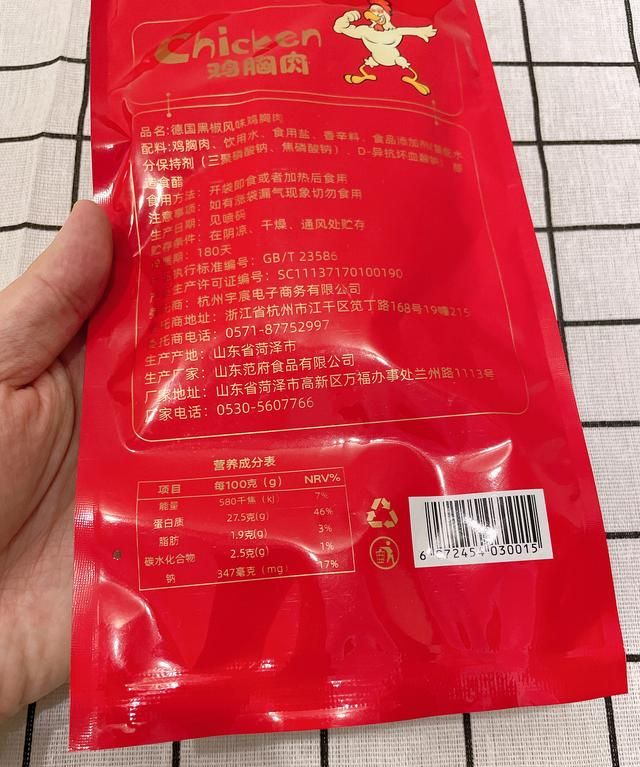 Chicken
鸡胸肉
品名:德国黑椒风味鸡胸肉
配料:鸡胸肉、饮用水、食用盐、香辛料、食品添加剂
分保持剂(三聚磷酸钠、焦磷酸钠)、D-异抗坏血酸钠
食用方法:开袋即食或者加热后食用
注意事项:如有涨袋漏气现象切勿食用
生产日期:见喷码
贮存条件:在阴凉、干燥、通风处贮存
期:180天
执行标准编号:GB/T 23586
生产许可证编号:SC11137170100190
托商:杭州宇宸电子商务有限公司
托商地址:浙江省杭州市江干区笕丁路168号19幢215
托商电话:0571-87752997
生产产地:山东省菏泽市
生产厂家:山东范府食品有限公司
厂家地址:山东省菏泽市高新区万福办事处兰州路1113号
厂家电话:0530-5607766
营养成分表
项目 每100克(g) NRV%
能量 580千焦(kJ) 7%
蛋白质 27.5克(g) 46%
脂肪 1.9克(g) 3%
碳水化合物 2.5克(g) 1%
钠 347毫克(mg) 17%
6 972454 030015